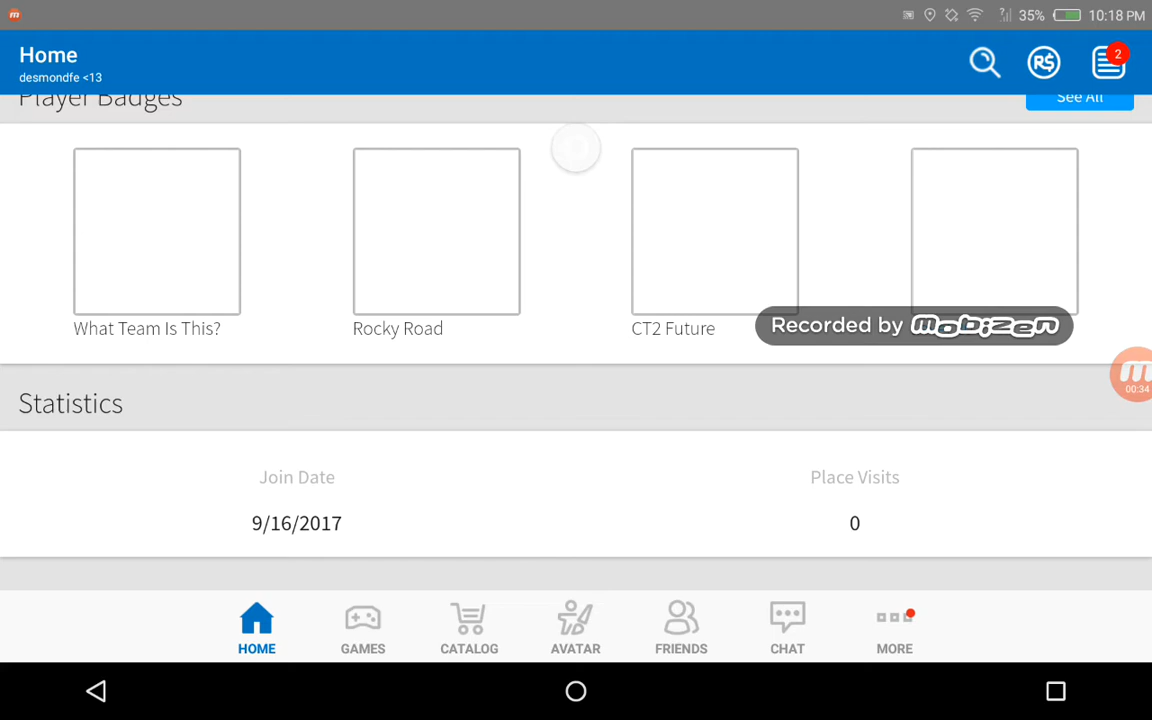 35% 10:18 PM
Home
desmondfe <13
R$
2
Player Badges
See All
What Team Is This?
Rocky Road
CT2 Future
Recorded by mobizen
00:34
Statistics
Join Date
Place Visits
9/16/2017
0
HOME
GAMES
CATALOG
AVATAR
FRIENDS
CHAT
MORE